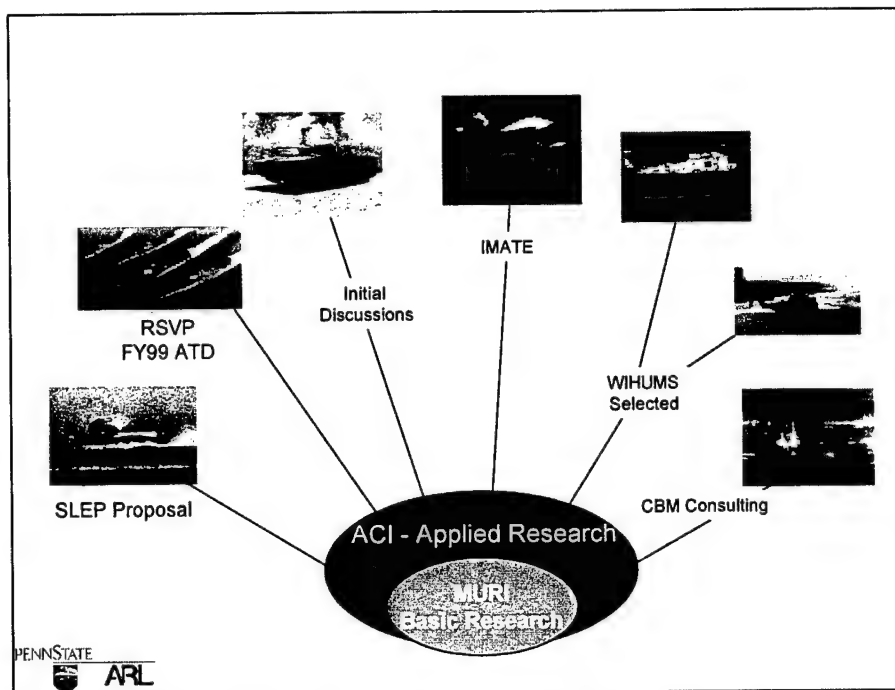 IMATE
Initial
Discussions
RSVP
FY99 ATD
WIHUMS
Selected
SLEP Proposal
CBM Consulting
ACI - Applied Research
MURI
Basic Research
PENNSTATE
ARL